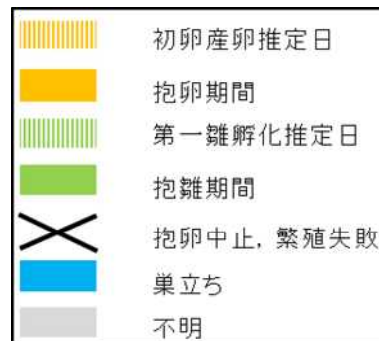 初卵産卵推定日
抱卵期間
第一雛孵化推定日
抱雛期間
抱卵中止，繁殖失敗
巣立ち
不明